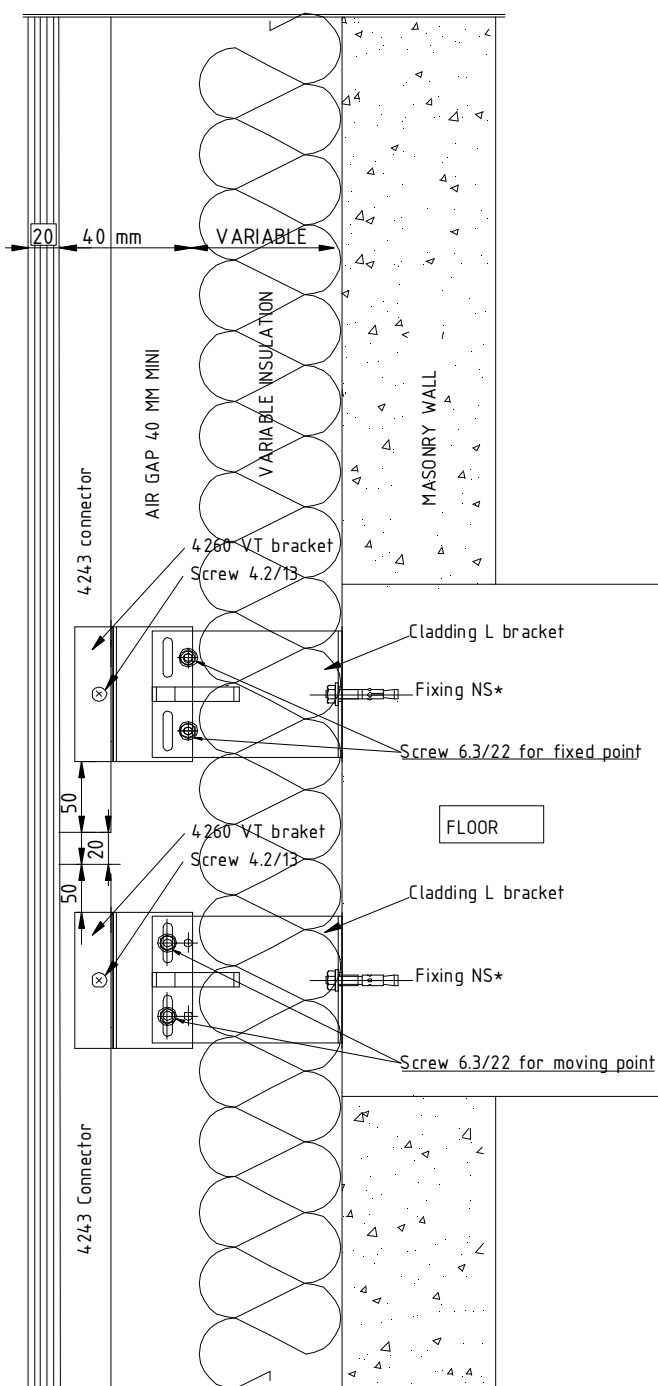 20
40 mm
VARIABLE
AIR GAP 40 MM MINI
VARIABLE INSULATION
MASONRY WALL
4243 connector
4260 VT bracket
Screw 4.2/13
Cladding L bracket
Fixing NS*
Screw 6.3/22 for fixed point
50
20
50
FLOOR
4260 VT braket
Screw 4.2/13
Cladding L bracket
Fixing NS*
Screw 6.3/22 for moving point
4243 Connector